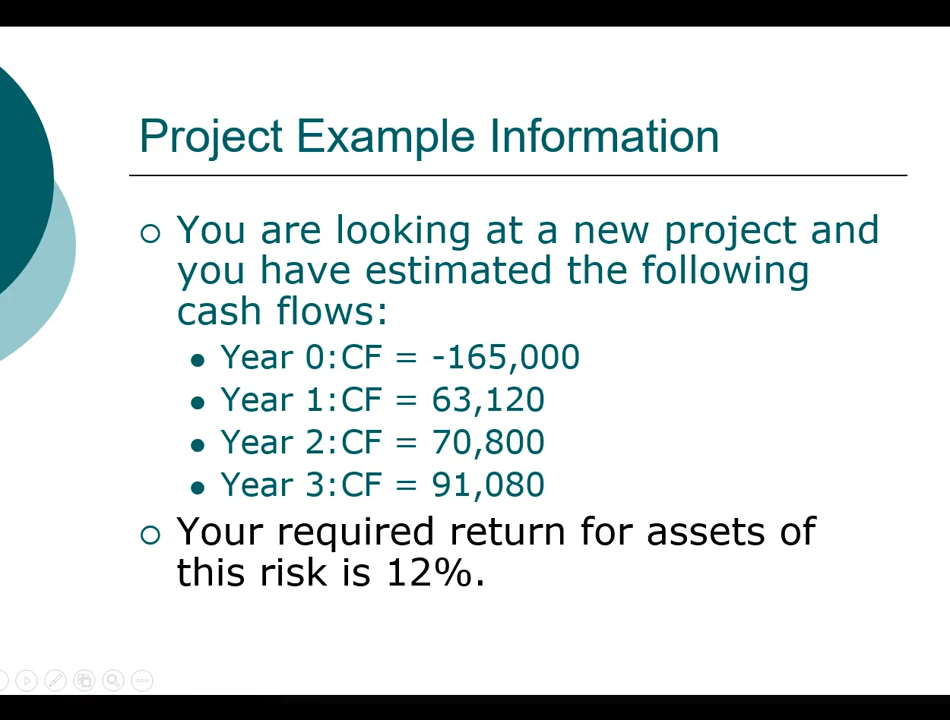 Project Example Information
You are looking at a new project and
you have estimated the following
cash flows:
Year 0:CF = -165,000
Year 1:CF = 63,120
Year 2:CF = 70,800
Year 3:CF = 91,080
Your required return for assets of
this risk is 12%.